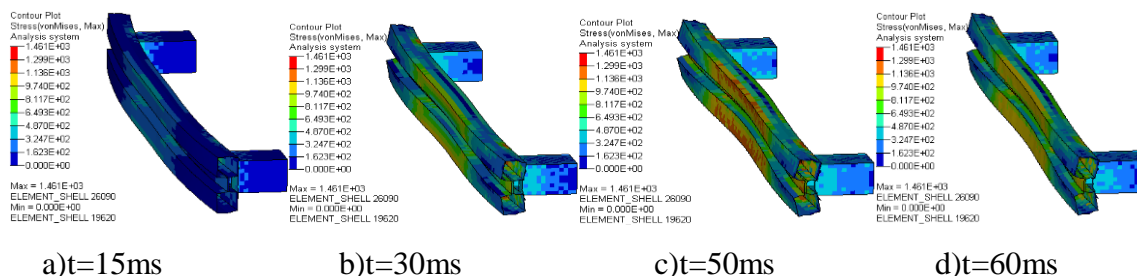 Contour Plot
Stress(vonMises, Max)
Analysis system
1.461E+03
1.299E+03
1.136E+03
9.740E+02
8.117E+02
6.493E+02
4.870E+02
3.247E+02
1.623E+02
0.000E+00
Max = 1.461E+03
ELEMENT_SHELL 26090
Min = 0.000E+00
ELEMENT_SHELL 19620
a)t=15ms
Contour Plot
Stress(vonMises, Max)
Analysis system
1.461E+03
1.299E+03
1.136E+03
9.740E+02
8.117E+02
6.493E+02
4.870E+02
3.247E+02
1.623E+02
0.000E+00
Max = 1.461E+03
ELEMENT_SHELL 26090
Min = 0.000E+00
ELEMENT_SHELL 19620
b)t=30ms
Contour Plot
Stress(vonMises, Max)
Analysis system
1.461E+03
1.299E+03
1.136E+03
9.740E+02
8.117E+02
6.493E+02
4.870E+02
3.247E+02
1.623E+02
0.000E+00
Max = 1.461E+03
ELEMENT_SHELL 26090
Min = 0.000E+00
ELEMENT_SHELL 19620
c)t=50ms
Contour Plot
Stress(vonMises, Max)
Analysis system
1.461E+03
1.299E+03
1.136E+03
9.740E+02
8.117E+02
6.493E+02
4.870E+02
3.247E+02
1.623E+02
0.000E+00
Max = 1.461E+03
ELEMENT_SHELL 26090
Min = 0.000E+00
ELEMENT_SHELL 19620
d)t=60ms